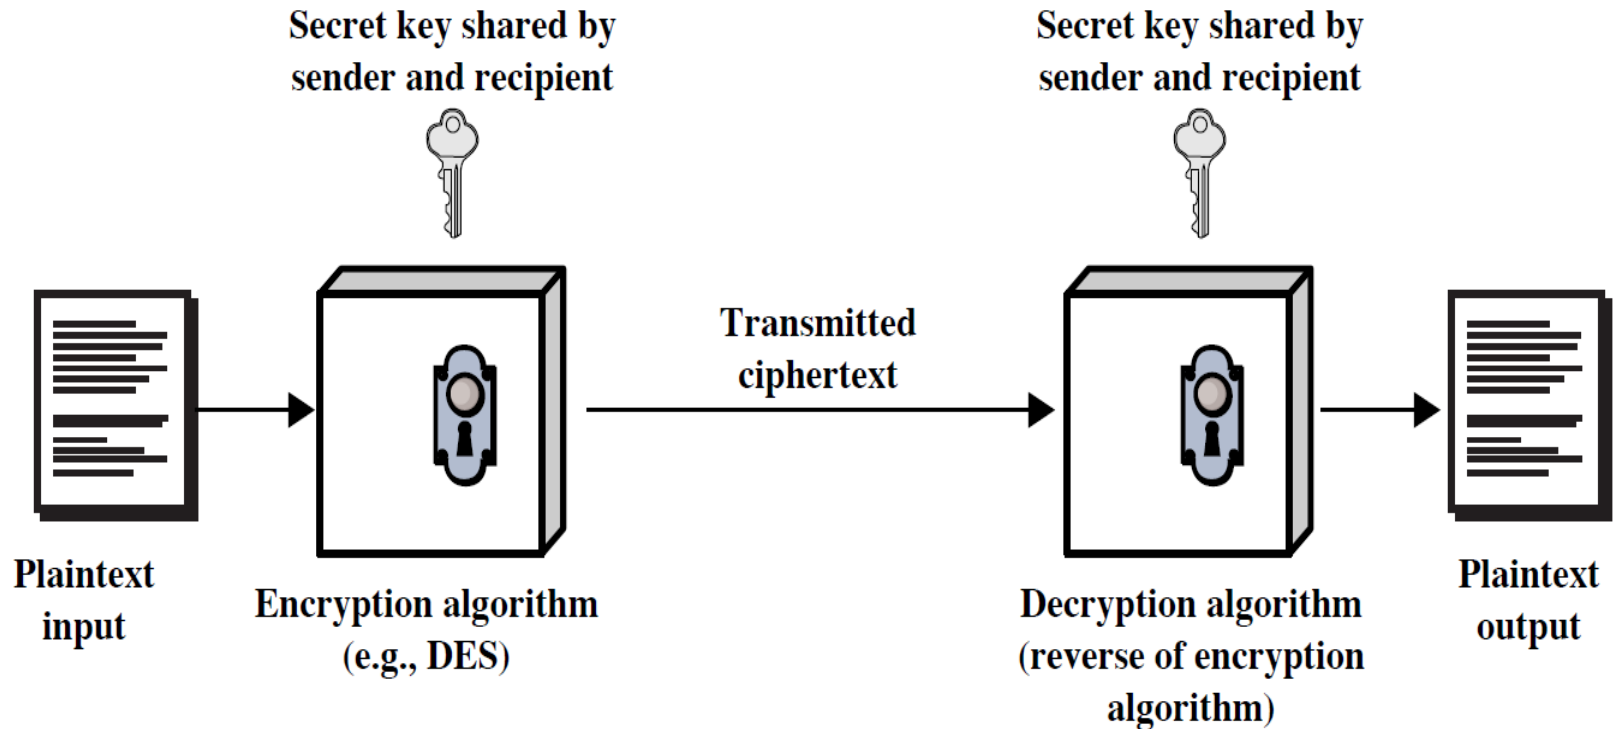 Secret key shared by
sender and recipient
Secret key shared by
sender and recipient
Transmitted
ciphertext
Plaintext
input
Encryption algorithm
(e.g., DES)
Decryption algorithm
(reverse of encryption
algorithm)
Plaintext
output